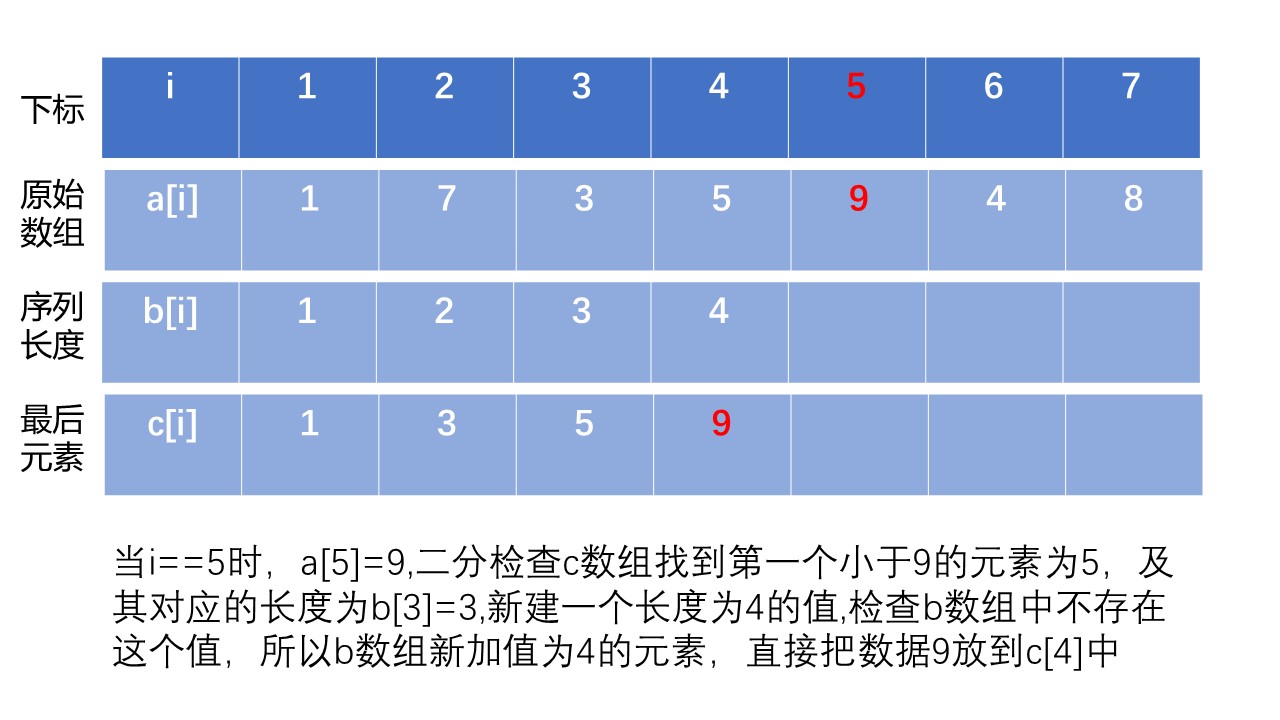 下标 i 1 2 3 4 5 6 7
原始
数组 a[i] 1 7 3 5 9 4 8
序列
长度 b[i] 1 2 3 4
最后
元素 c[i] 1 3 5 9
当i==5时，a[5]=9,二分检查c数组找到第一个小于9的元素为5，及
其对应的长度为b[3]=3,新建一个长度为4的值,检查b数组中不存在
这个值，所以b数组新加值为4的元素，直接把数据9放到c[4]中